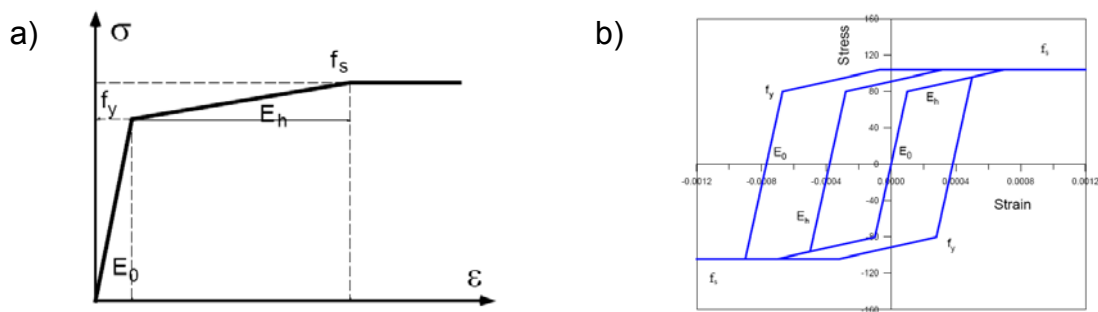 a)
σ
f_s
f_y
E_h
E_0
ε
b)
Stress
160
120
80
40
0
-40
-80
-120
-160
-0.0012 -0.0008 -0.0004 0.0000 0.0004 0.0008 0.0012
Strain
f_s
f_y
E_h
E_0
E_0
E_h
f_y
f_s